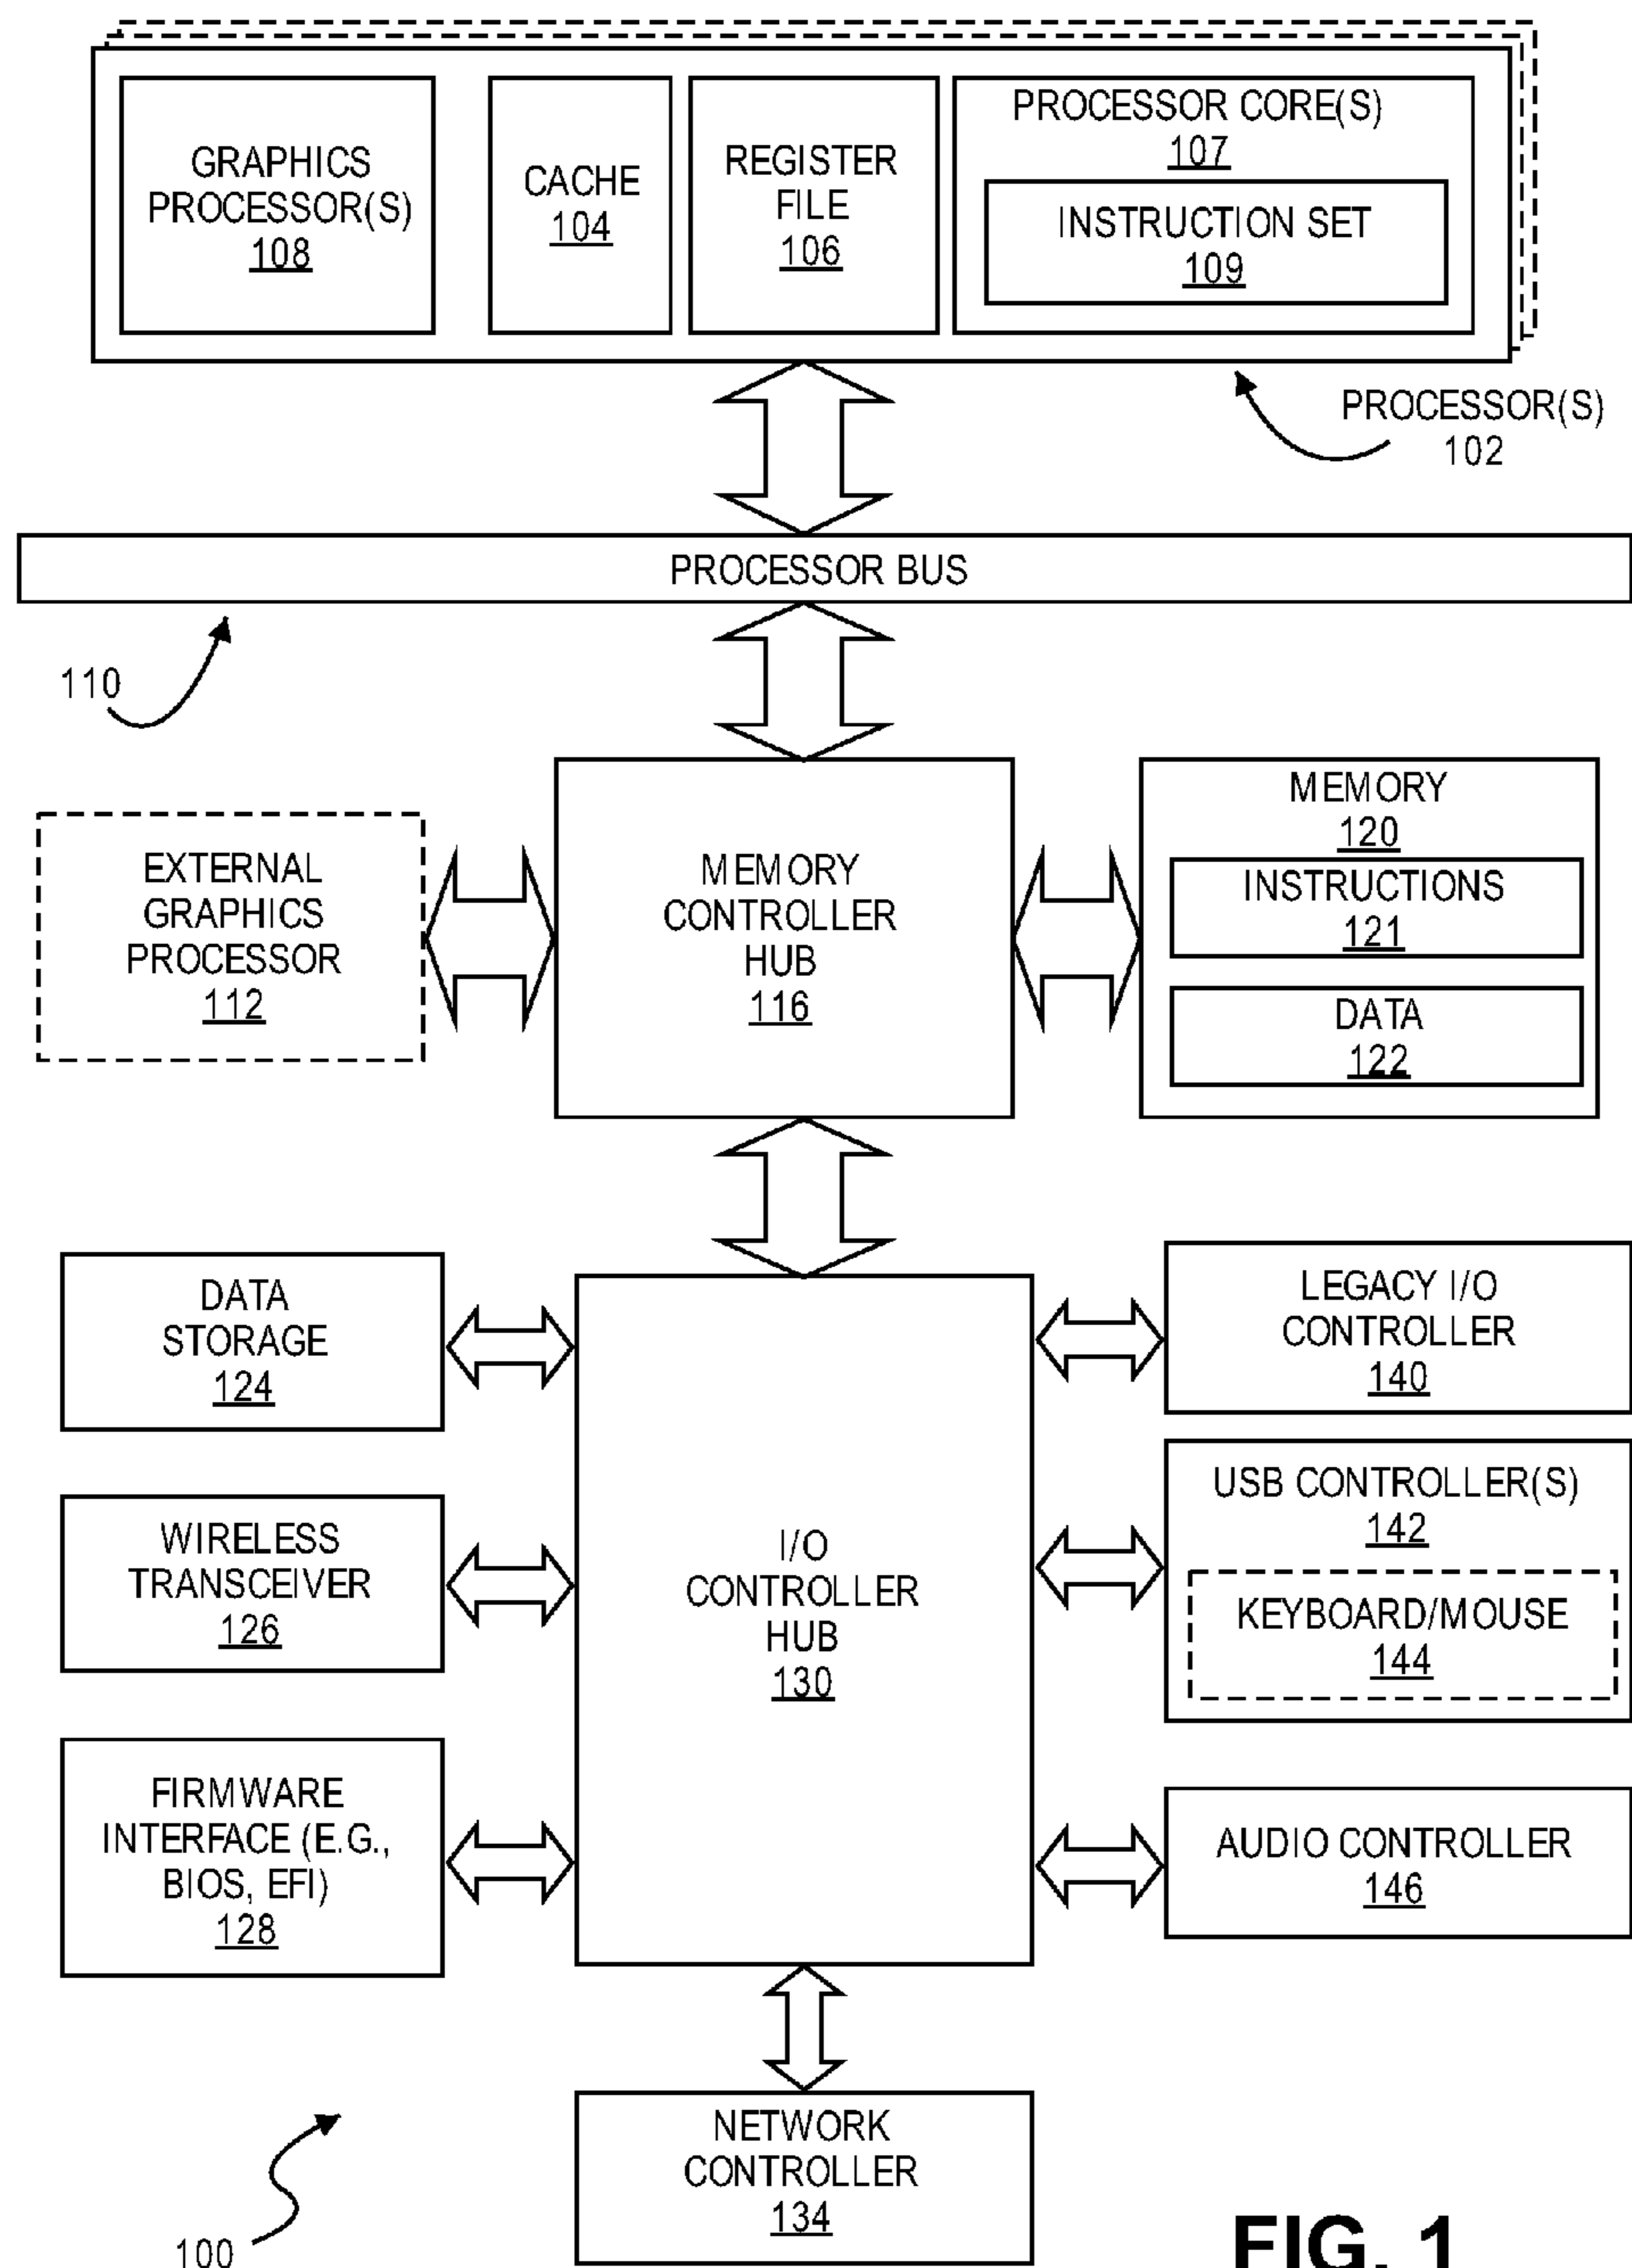 GRAPHICS
PROCESSOR(S)
108
CACHE
104
REGISTER
FILE
106
PROCESSOR CORE(S)
107
INSTRUCTION SET
109
PROCESSOR(S)
102
PROCESSOR BUS
110
EXTERNAL
GRAPHICS
PROCESSOR
112
MEMORY
CONTROLLER
HUB
116
MEMORY
120
INSTRUCTIONS
121
DATA
122
DATA
STORAGE
124
WIRELESS
TRANSCEIVER
126
FIRMWARE
INTERFACE (E.G.,
BIOS, EFI)
128
I/O
CONTROLLER
HUB
130
LEGACY I/O
CONTROLLER
140
USB CONTROLLER(S)
142
KEYBOARD/MOUSE
144
AUDIO CONTROLLER
146
NETWORK
CONTROLLER
134
100
FIG. 1